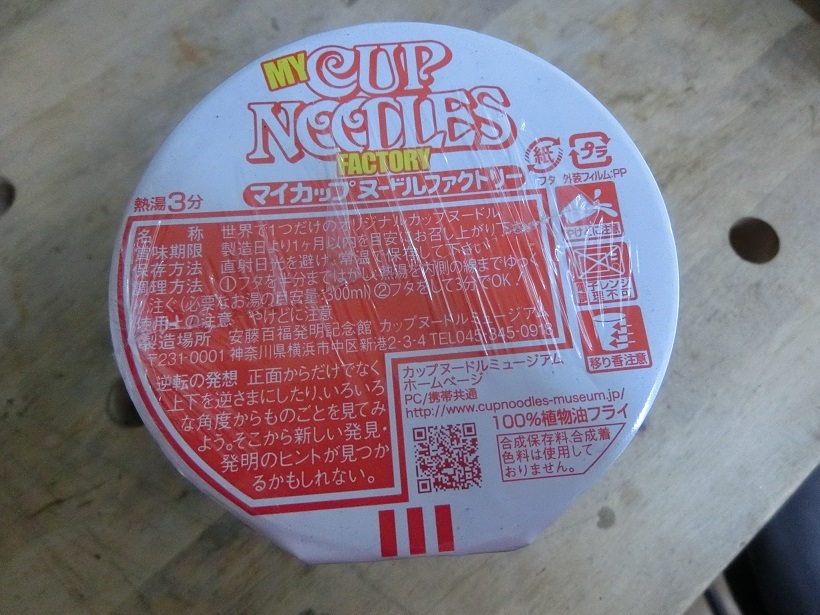 MY CUP
NOODLES
FACTORY
マイカップヌードルファクトリー
熱湯3分
紙
フタ
プラ
外装フィルム:PP
名称 世界で1つだけのオリジナルカップヌードル
賞味期限 製造日より1ヶ月以内を目安にお召し上がり下さい
保存方法 直射日光を避け、常温で保存して下さい
調理方法 ①フタを半分まではがし、熱湯を内側の線までゆっく
り注ぐ(必要なお湯の目安量:300ml)②フタをして3分でOK!
使用上の注意 やけどに注意
製造場所 安藤百福発明記念館 カップヌードルミュージアム
〒231-0001 神奈川県横浜市中区新港2-3-4 TEL045-345-0918
やけどに注意
電子レンジ
調理不可
移り香注意
逆転の発想 正面からだけでなく
上下を逆さまにしたり、いろいろ
な角度からものごとを見てみ
よう。そこから新しい発見・
発明のヒントが見つか
るかもしれない。
カップヌードルミュージアム
ホームページ
PC/携帯共通
http://www.cupnoodles-museum.jp/
100%植物油フライ
合成保存料、合成着
色料は使用して
おりません。